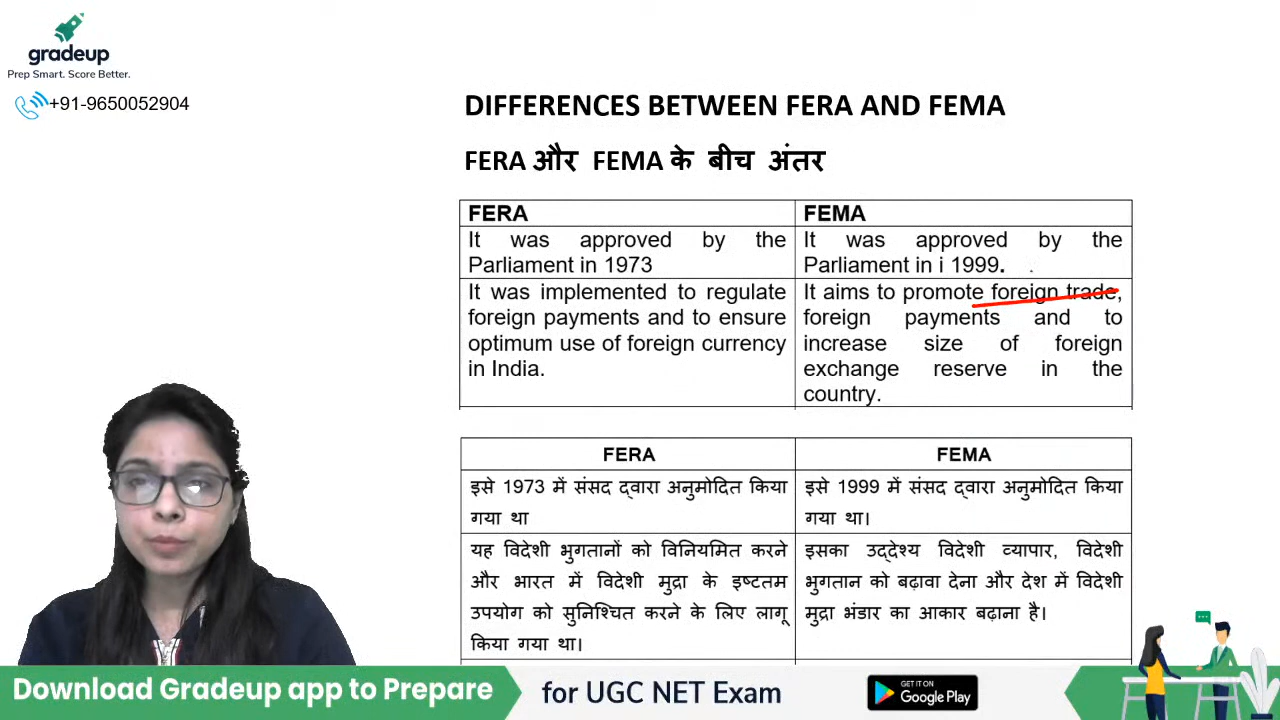 gradeup
Prep Smart. Score Better.
+91-9650052904
DIFFERENCES BETWEEN FERA AND FEMA
FERA और FEMA के बीच अंतर
FERA
FEMA
It was approved by the
Parliament in 1973
It was approved by the
Parliament in i 1999.
It was implemented to regulate
foreign payments and to ensure
optimum use of foreign currency
in India.
It aims to promote foreign trade,
foreign payments and to
increase size of foreign
exchange reserve in the
country.
FERA
FEMA
इसे 1973 में संसद द्वारा अनुमोदित किया
गया था
इसे 1999 में संसद द्वारा अनुमोदित किया
गया था।
यह विदेशी भुगतानों को विनियमित करने
और भारत में विदेशी मुद्रा के इष्टतम
उपयोग को सुनिश्चित करने के लिए लागू
किया गया था।
इसका उद्देश्य विदेशी व्यापार, विदेशी
भुगतान को बढ़ावा देना और देश में विदेशी
मुद्रा भंडार का आकार बढ़ाना है।
Download Gradeup app to Prepare
for UGC NET Exam
GET IT ON
Google Play